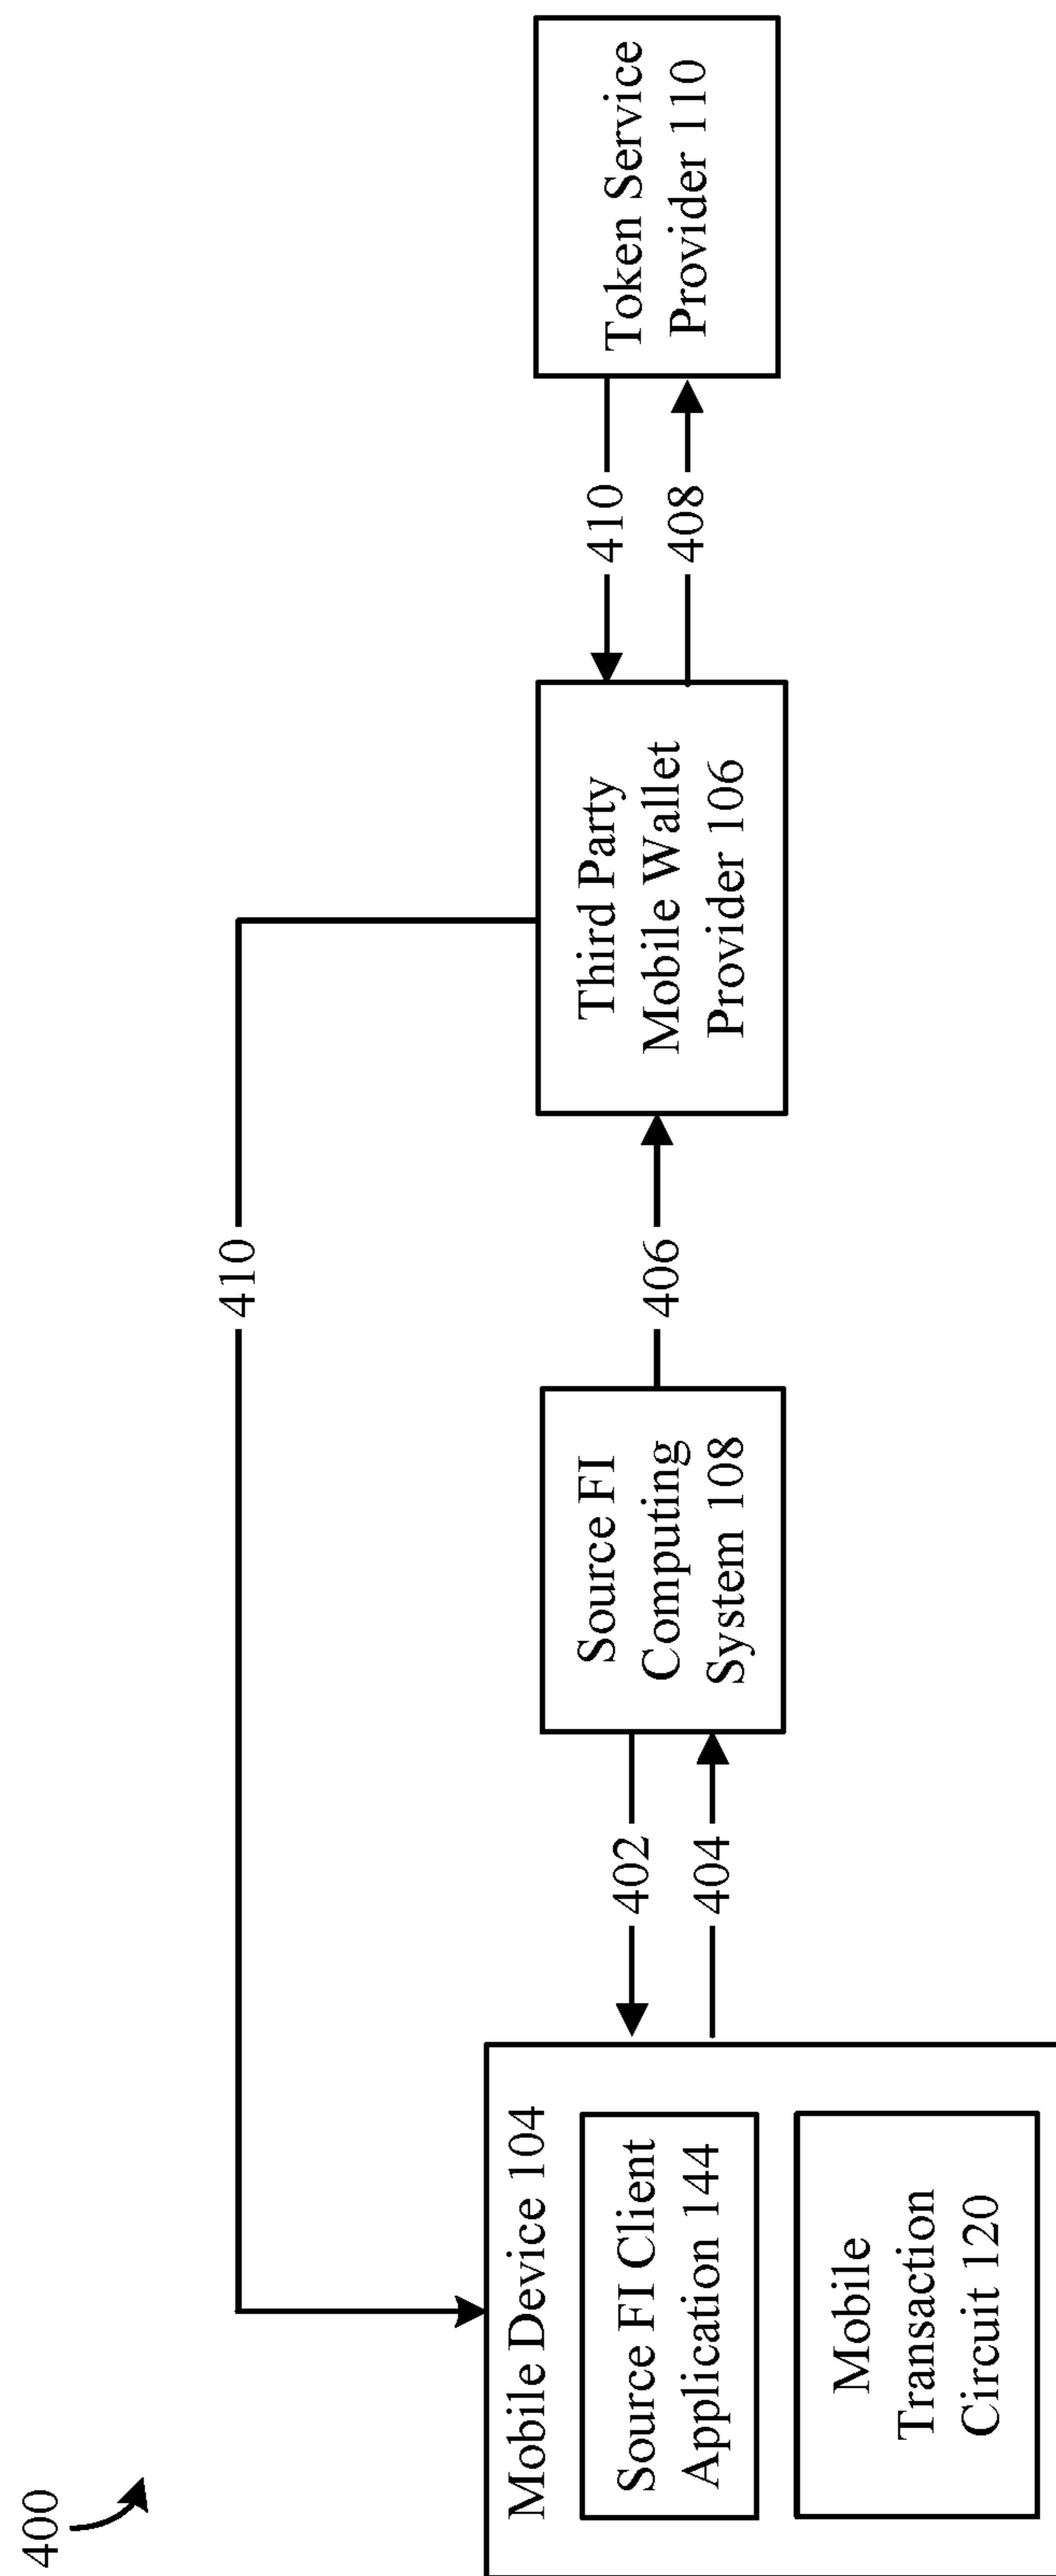 400
410
Mobile Device 104
Source FI Client
Application 144
Mobile
Transaction
Circuit 120
402
404
Source FI
Computing
System 108
406
Third Party
Mobile Wallet
Provider 106
410
408
Token Service
Provider 110